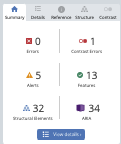 Summary Details Reference Structure Contrast
0 1
Errors Contrast Errors
5 13
Alerts Features
32 34
Structural Elements ARIA
View details